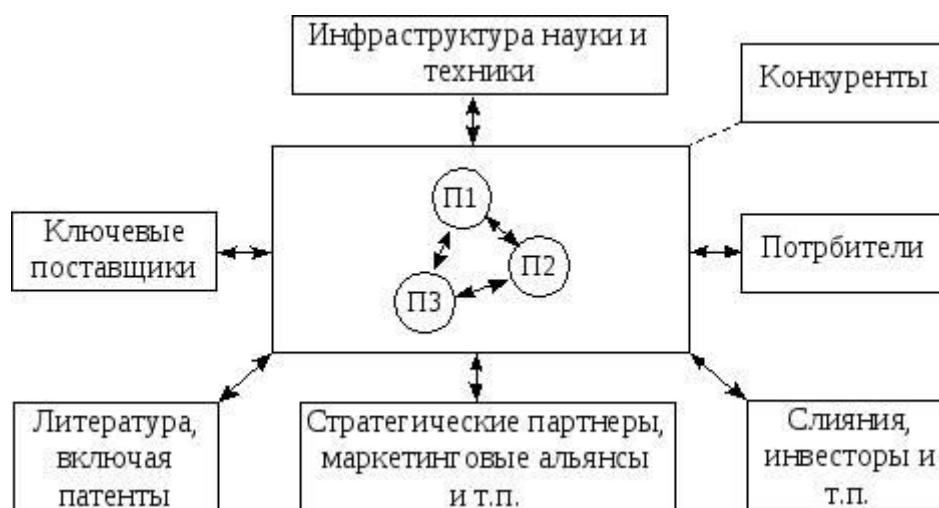 Инфраструктура науки и
техники
Конкуренты
П1
П2
П3
Ключевые
поставщики
Потрбители
Литература,
включая
патенты
Стратегические партнеры,
маркетинговые альянсы
и т.п.
Слияния,
инвесторы и
т.п.